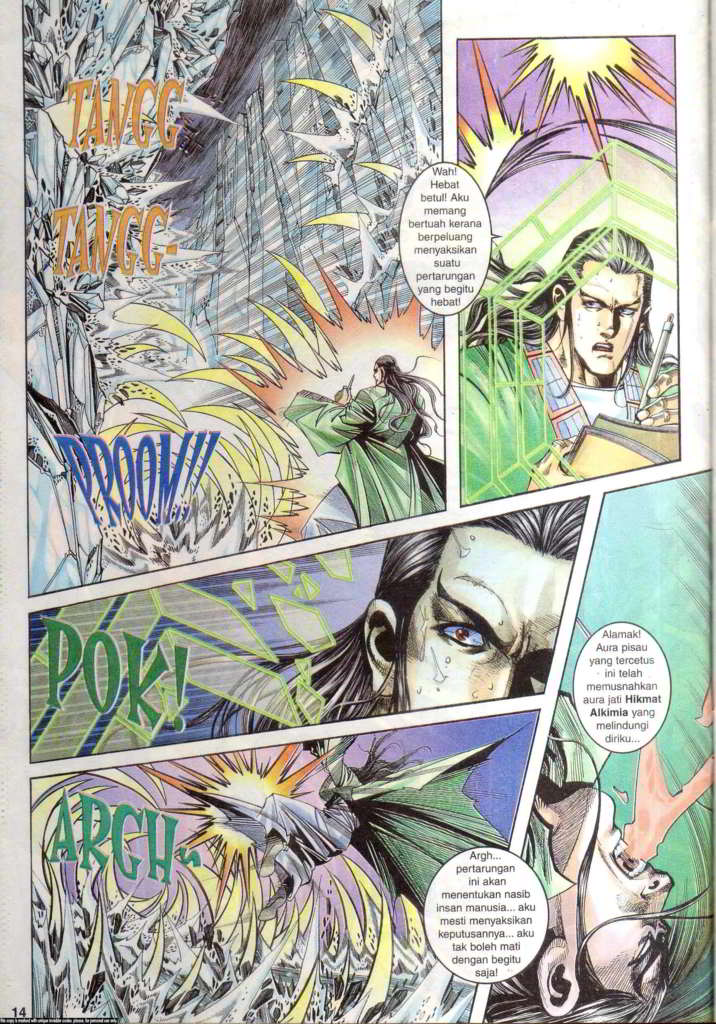 TANGG
TANGG-
PROOM!!
Wah!
Hebat
betul! Aku
memang
bertuah kerana
berpeluang
menyaksikan
suatu
pertarungan
yang begitu
hebat!
POK!
Alamak!
Aura pisau
yang tercetus
ini telah
memusnahkan
aura jati Hikmat
Alkimia yang
melindungi
diriku...
ARGH~
Argh...
pertarungan
ini akan
menentukan nasib
insan manusia... aku
mesti menyaksikan
keputusannya... aku
tak boleh mati
dengan begitu
saja!
14